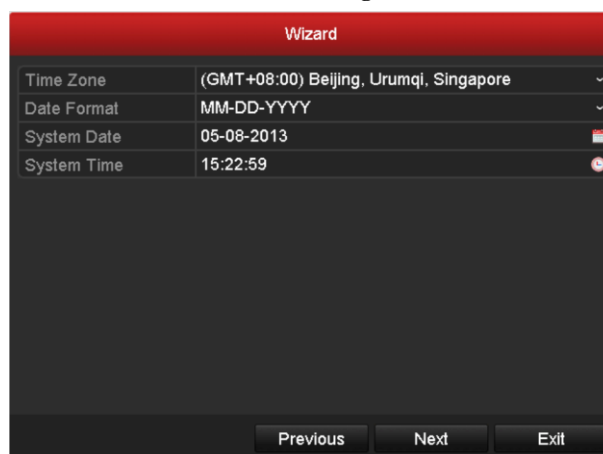 Wizard
Time Zone (GMT+08:00) Beijing, Urumqi, Singapore
Date Format MM-DD-YYYY
System Date 05-08-2013
System Time 15:22:59
Previous Next Exit